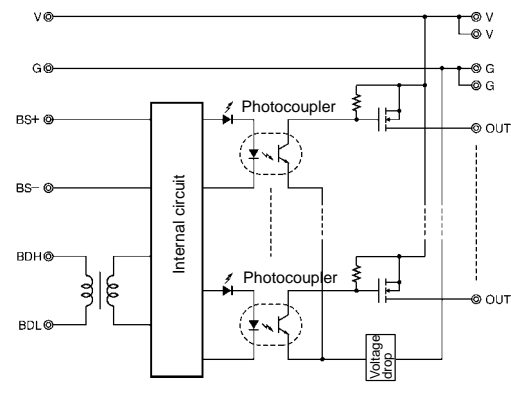 V
V
V
G
G
G
BS+
Photocoupler
OUT
BS−
Internal circuit
BDH
Photocoupler
OUT
BDL
Voltage
drop